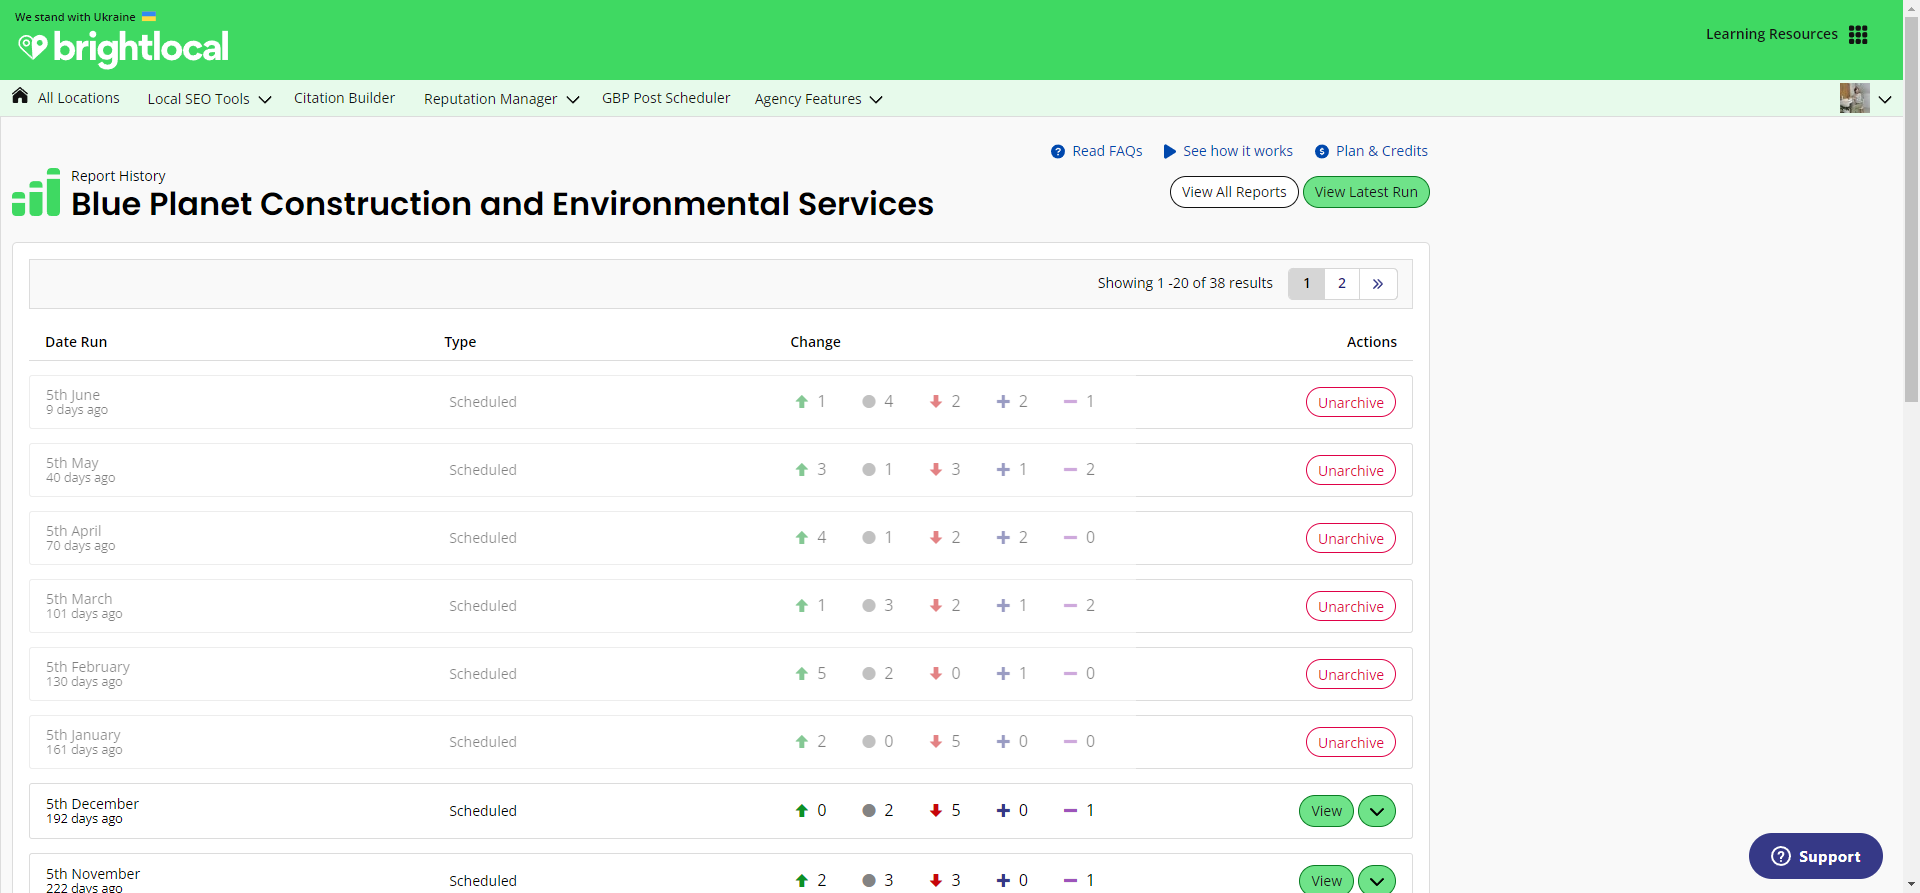 We stand with Ukraine
brightlocal
Learning Resources
All Locations Local SEO Tools Citation Builder Reputation Manager GBP Post Scheduler Agency Features
Read FAQs See how it works Plan & Credits
Report History
Blue Planet Construction and Environmental Services
View All Reports View Latest Run
Showing 1 -20 of 38 results 1 2 »
Date Run Type Change Actions
5th June
9 days ago
Scheduled 1 4 2 2 1 Unarchive
5th May
40 days ago
Scheduled 3 1 3 1 2 Unarchive
5th April
70 days ago
Scheduled 4 1 2 2 0 Unarchive
5th March
101 days ago
Scheduled 1 3 2 1 2 Unarchive
5th February
130 days ago
Scheduled 5 2 0 1 0 Unarchive
5th January
161 days ago
Scheduled 2 0 5 0 0 Unarchive
5th December
192 days ago
Scheduled 0 2 5 0 1 View
5th November
222 days ago
Scheduled 2 3 3 0 1 View
Support